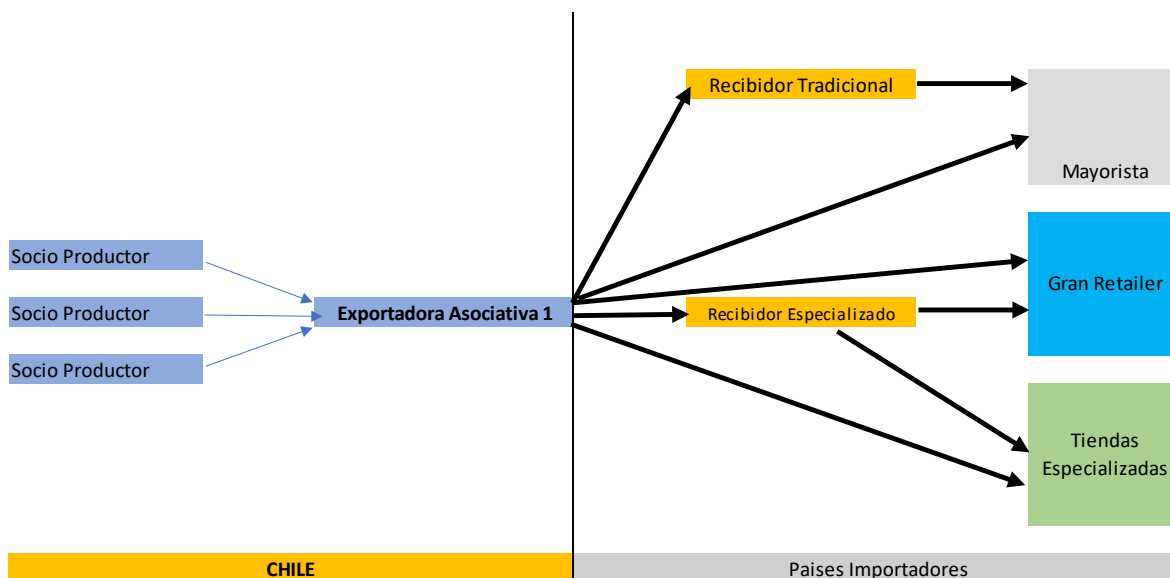 Recibidor Tradicional
Mayorista
Socio Productor
Socio Productor
Socio Productor
Exportadora Asociativa 1
Gran Retailer
Recibidor Especializado
Tiendas
Especializadas
CHILE
Paises Importadores